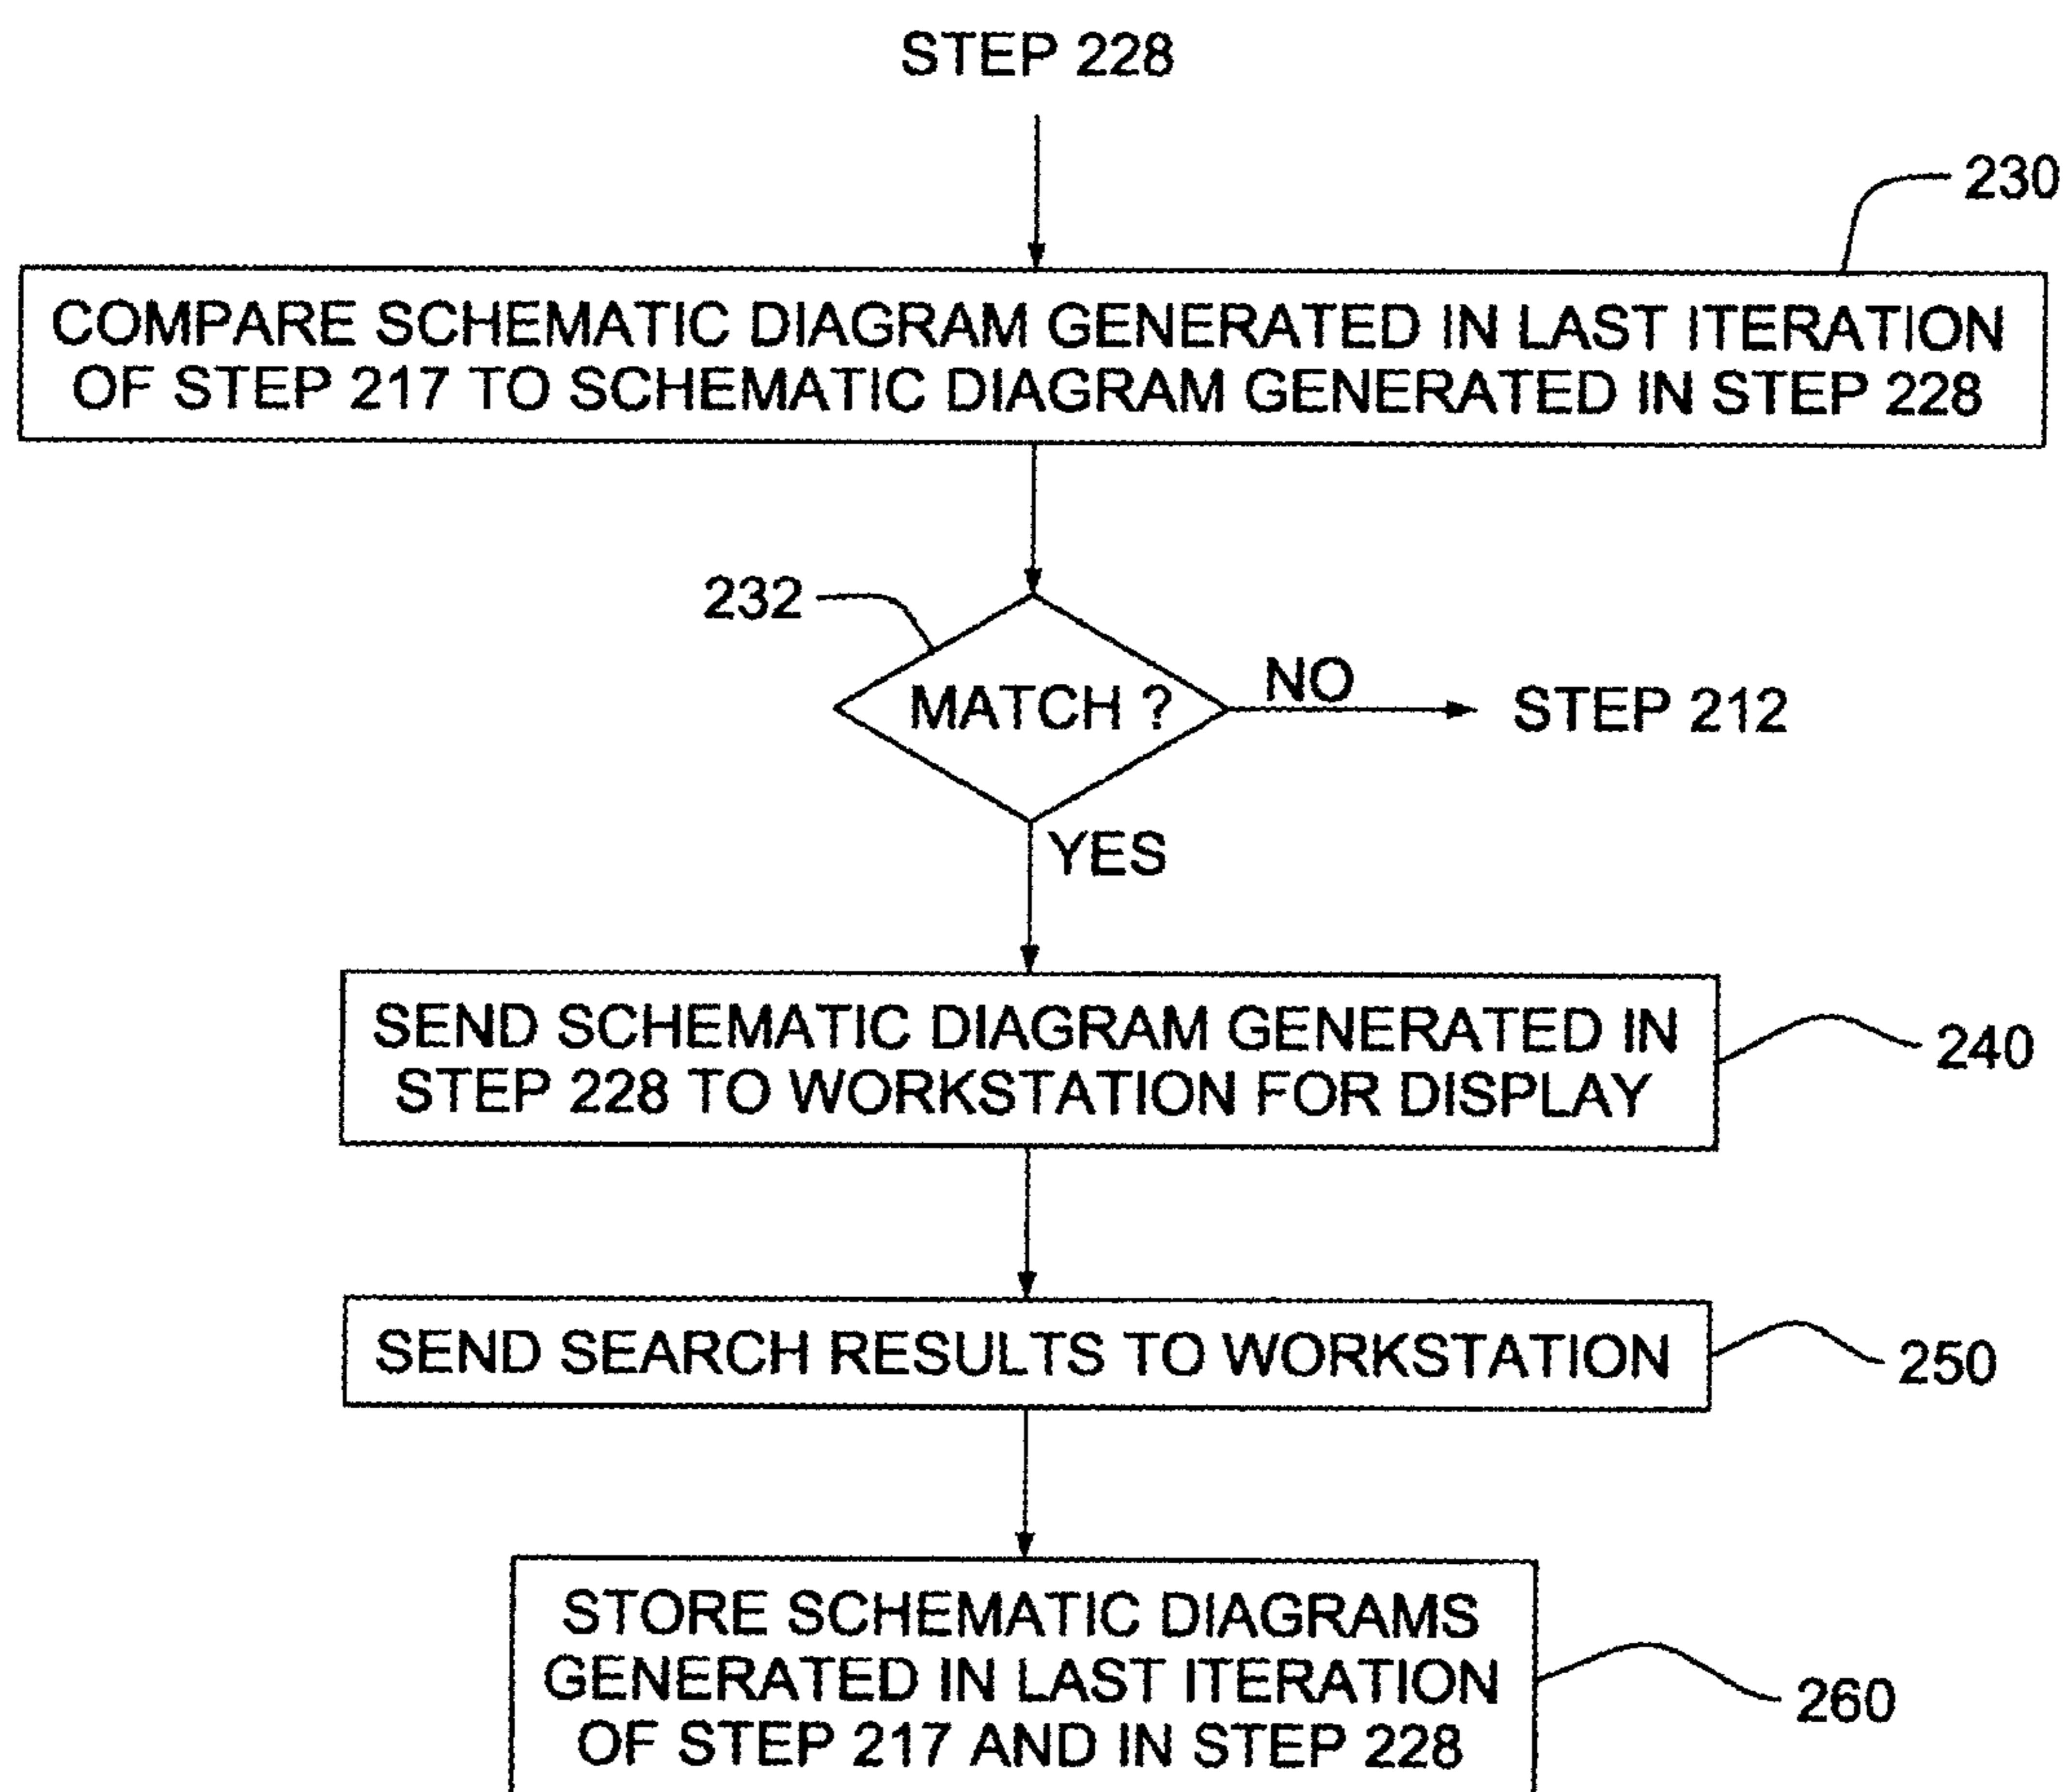 STEP 228
230
COMPARE SCHEMATIC DIAGRAM GENERATED IN LAST ITERATION
OF STEP 217 TO SCHEMATIC DIAGRAM GENERATED IN STEP 228
232
MATCH ?
NO
STEP 212
YES
SEND SCHEMATIC DIAGRAM GENERATED IN
STEP 228 TO WORKSTATION FOR DISPLAY
240
SEND SEARCH RESULTS TO WORKSTATION
250
STORE SCHEMATIC DIAGRAMS
GENERATED IN LAST ITERATION
OF STEP 217 AND IN STEP 228
260